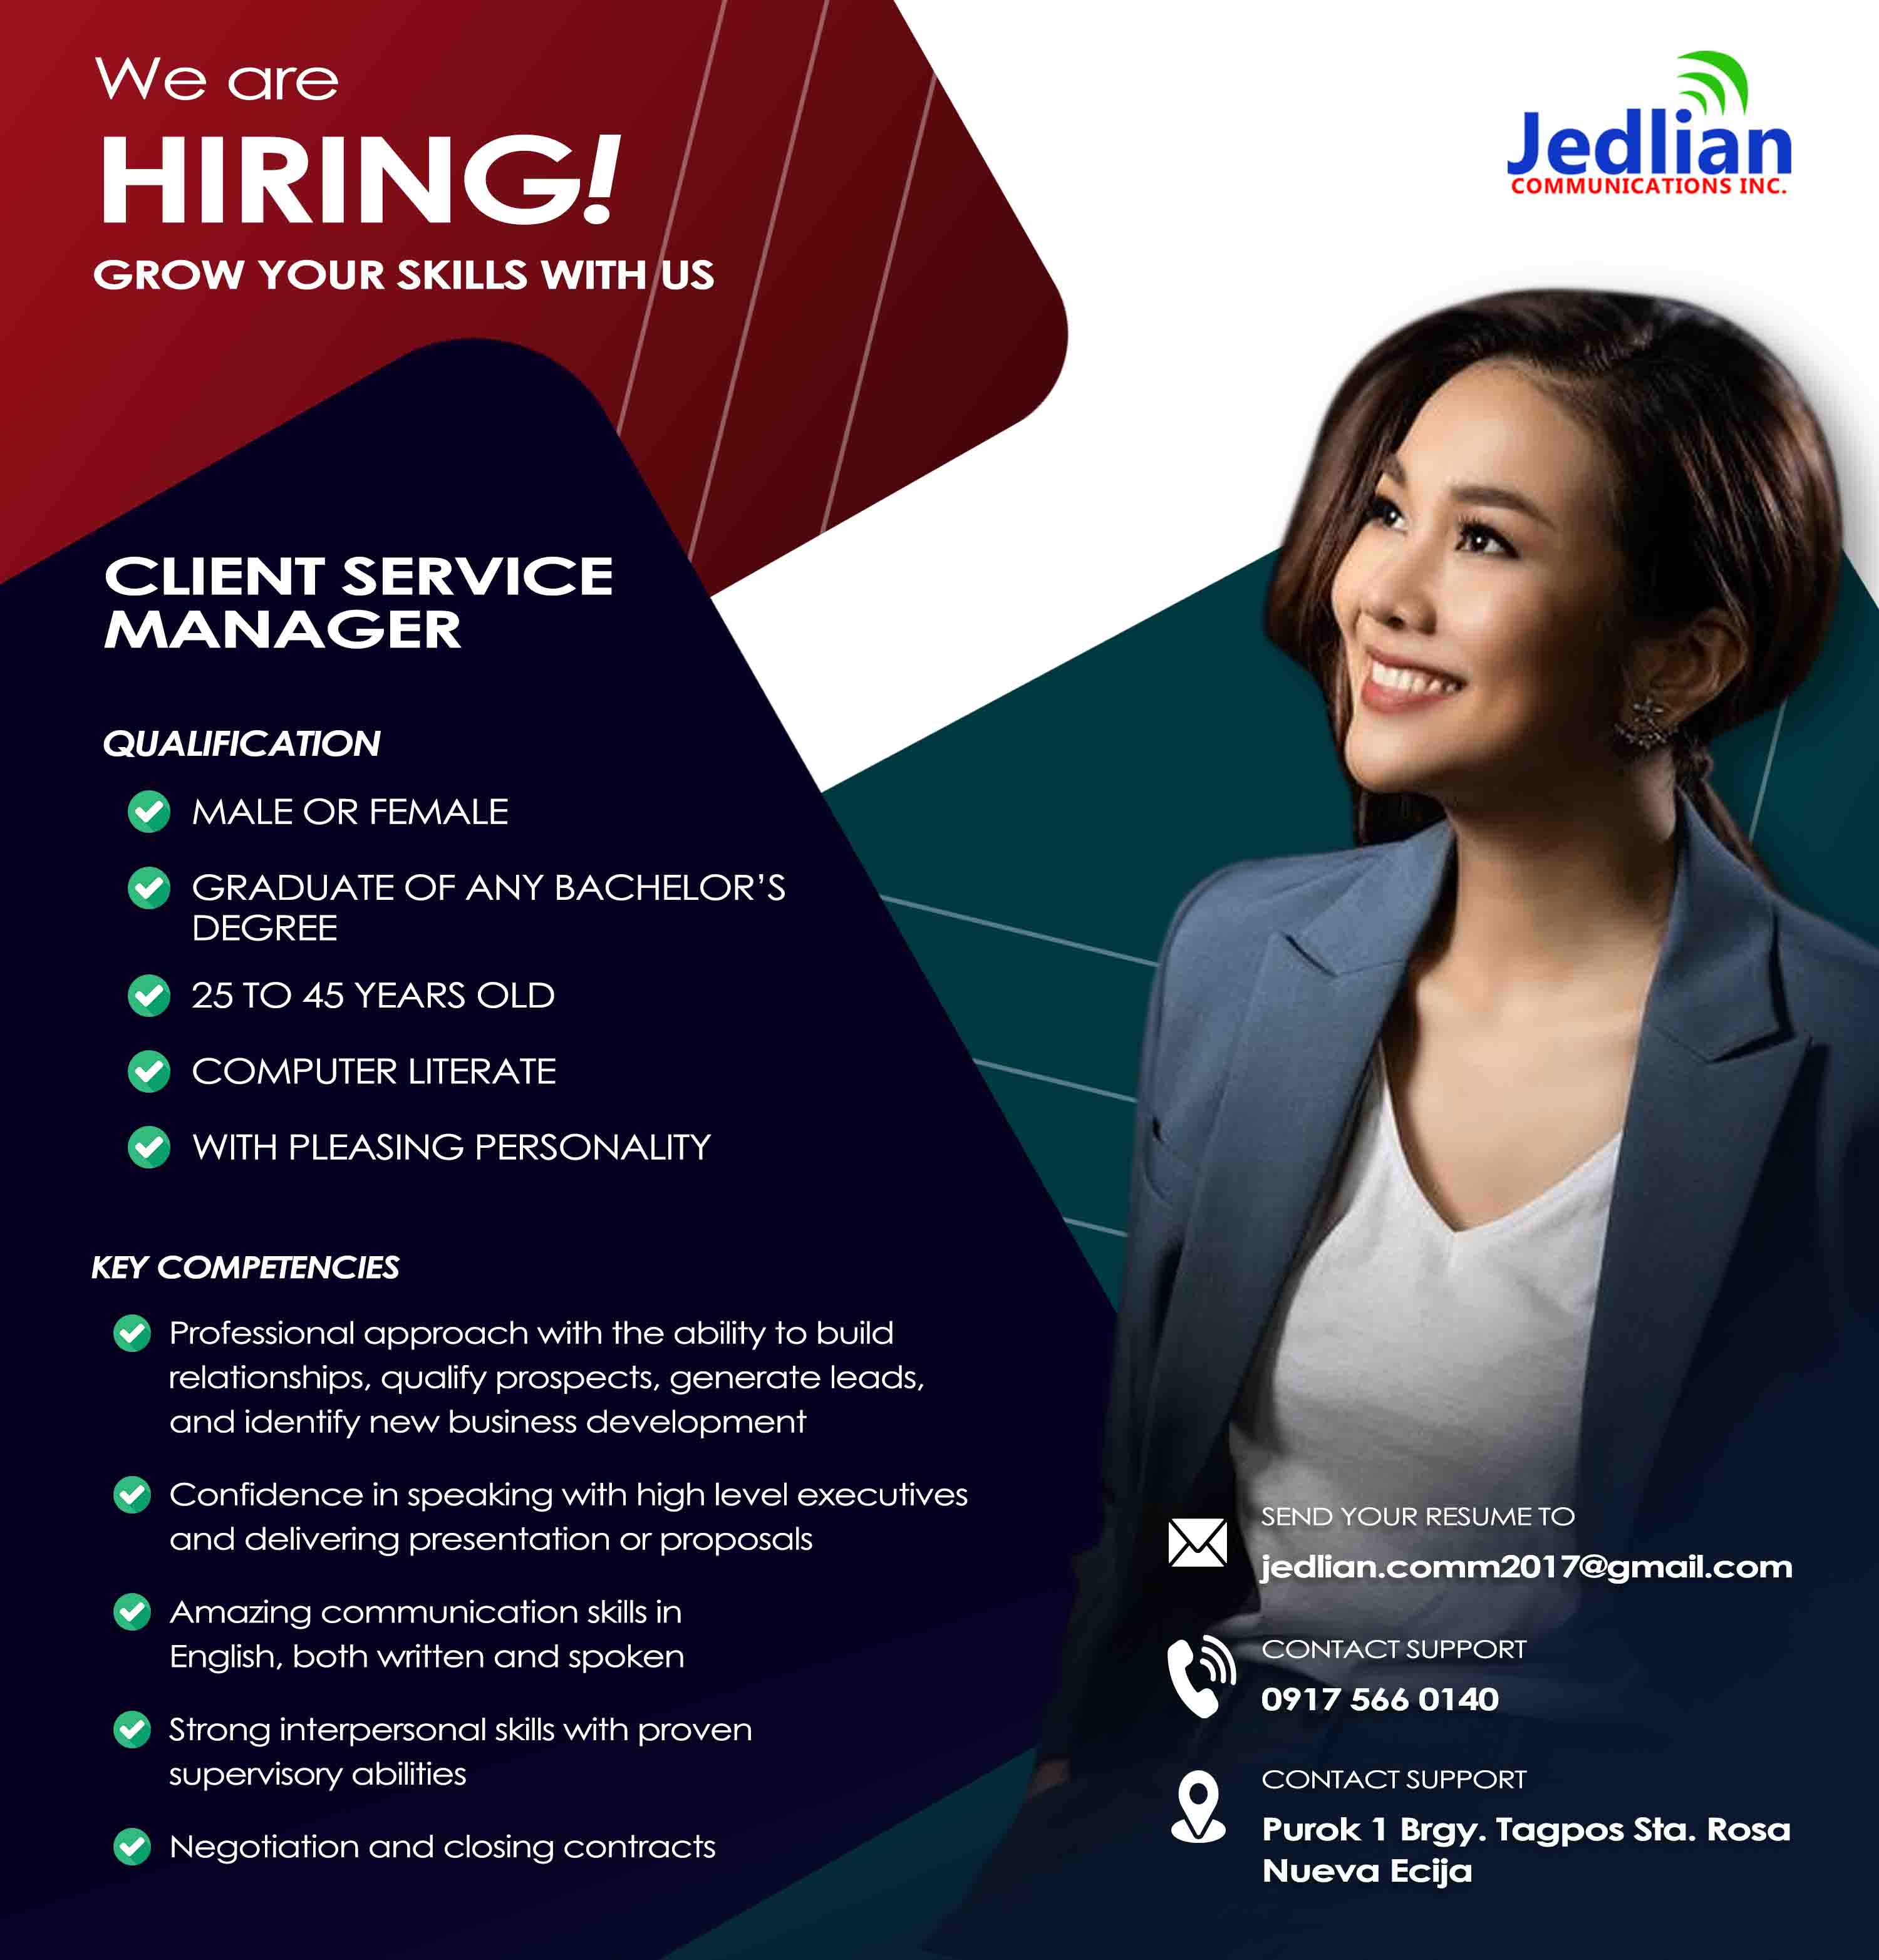 We are
HIRING!
GROW YOUR SKILLS WITH US
Jedlian
COMMUNICATIONS INC.
CLIENT SERVICE
MANAGER
QUALIFICATION
MALE OR FEMALE
GRADUATE OF ANY BACHELOR’S
DEGREE
25 TO 45 YEARS OLD
COMPUTER LITERATE
WITH PLEASING PERSONALITY
KEY COMPETENCIES
Professional approach with the ability to build
relationships, qualify prospects, generate leads,
and identify new business development
Confidence in speaking with high level executives
and delivering presentation or proposals
Amazing communication skills in
English, both written and spoken
Strong interpersonal skills with proven
supervisory abilities
Negotiation and closing contracts
SEND YOUR RESUME TO
jedlian.comm2017@gmail.com
CONTACT SUPPORT
0917 566 0140
CONTACT SUPPORT
Purok 1 Brgy. Tagpos Sta. Rosa
Nueva Ecija